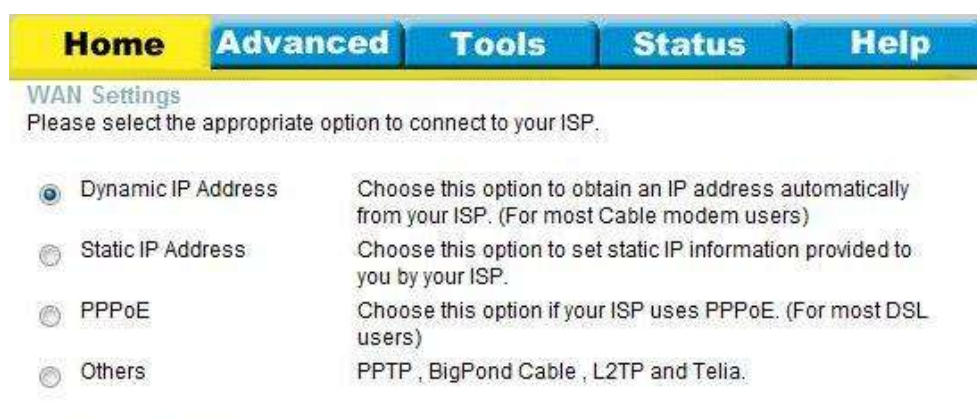 Home Advanced Tools Status Help
WAN Settings
Please select the appropriate option to connect to your ISP.
Dynamic IP Address Choose this option to obtain an IP address automatically
from your ISP. (For most Cable modem users)
Static IP Address Choose this option to set static IP information provided to
you by your ISP.
PPPoE Choose this option if your ISP uses PPPoE. (For most DSL
users)
Others PPTP , BigPond Cable , L2TP and Telia.